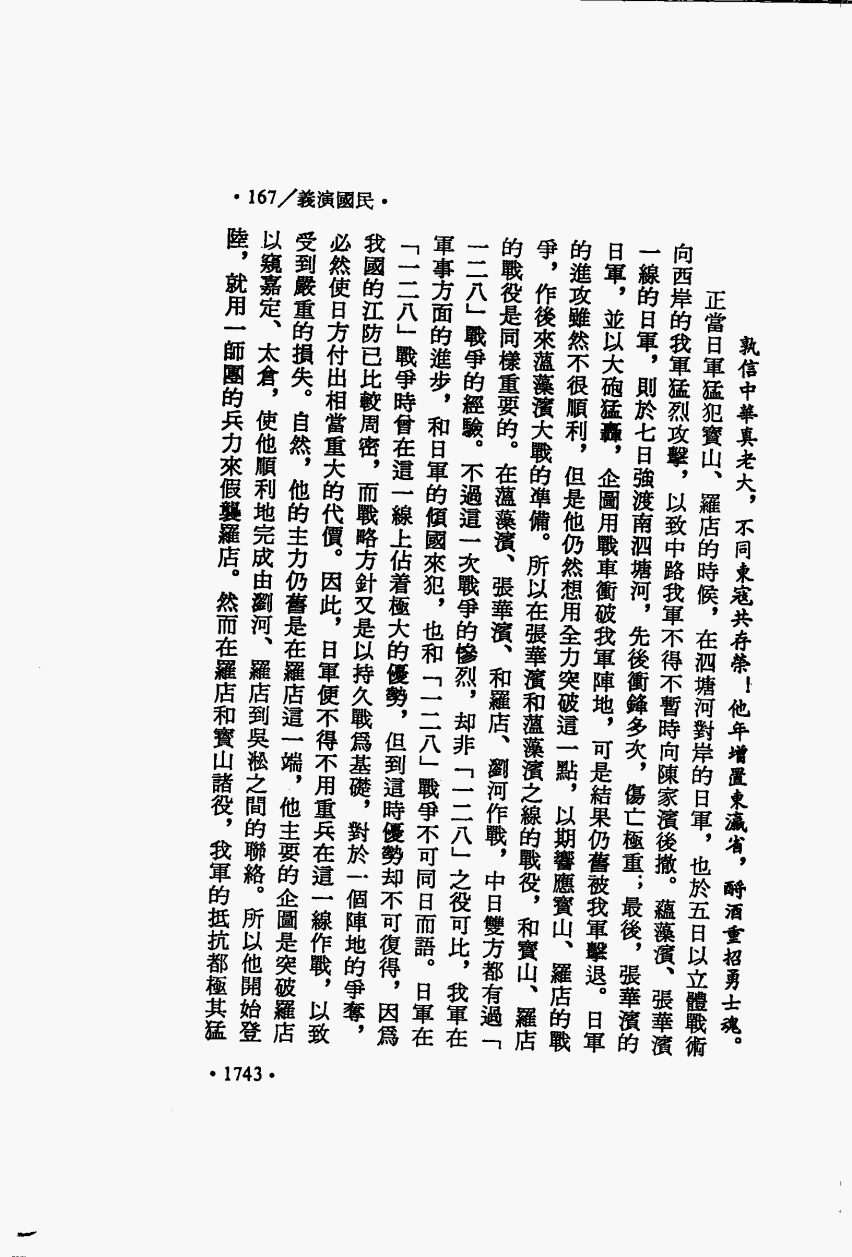 •167／義演國民•
孰信中華真老大，不同東寇共存榮！他年增置東瀛省，酹酒重招勇士魂。
正當日軍猛犯寶山、羅店的時候，在泗塘河對岸的日軍，也於五日以立體戰術
向西岸的我軍猛烈攻擊，以致中路我軍不得不暫時向陳家濱後撤。蘊藻濱、張華濱
一線的日軍，則於七日強渡南泗塘河，先後衝鋒多次，傷亡極重；最後，張華濱的
日軍，並以大砲猛轟，企圖用戰車衝破我軍陣地，可是結果仍舊被我軍擊退。日軍
的進攻雖然不很順利，但是他仍然想用全力突破這一點，以期響應寶山、羅店的戰
爭，作後來薀藻濱大戰的準備。所以在張華濱和薀藻濱之線的戰役，和寶山、羅店
的戰役是同樣重要的。在薀藻濱、張華濱、和羅店、瀏河作戰，中日雙方都有過「
一二八」戰爭的經驗。不過這一次戰爭的慘烈，却非「一二八」之役可比，我軍在
軍事方面的進步，和日軍的傾國來犯，也和「一二八」戰爭不可同日而語。日軍在
「一二八」戰爭時曾在這一線上佔着極大的優勢，但到這時優勢却不可復得，因爲
我國的江防已比較周密，而戰略方針又是以持久戰爲基礎，對於一個陣地的爭奪，
必然使日方付出相當重大的代價。因此，日軍便不得不用重兵在這一線作戰，以致
受到嚴重的損失。自然，他的主力仍舊是在羅店這一端，他主要的企圖是突破羅店
以窺嘉定、太倉，使他順利地完成由瀏河、羅店到吳淞之間的聯絡。所以他開始登
陸，就用一師團的兵力來假襲羅店。然而在羅店和寶山諸役，我軍的抵抗都極其猛
•1743•